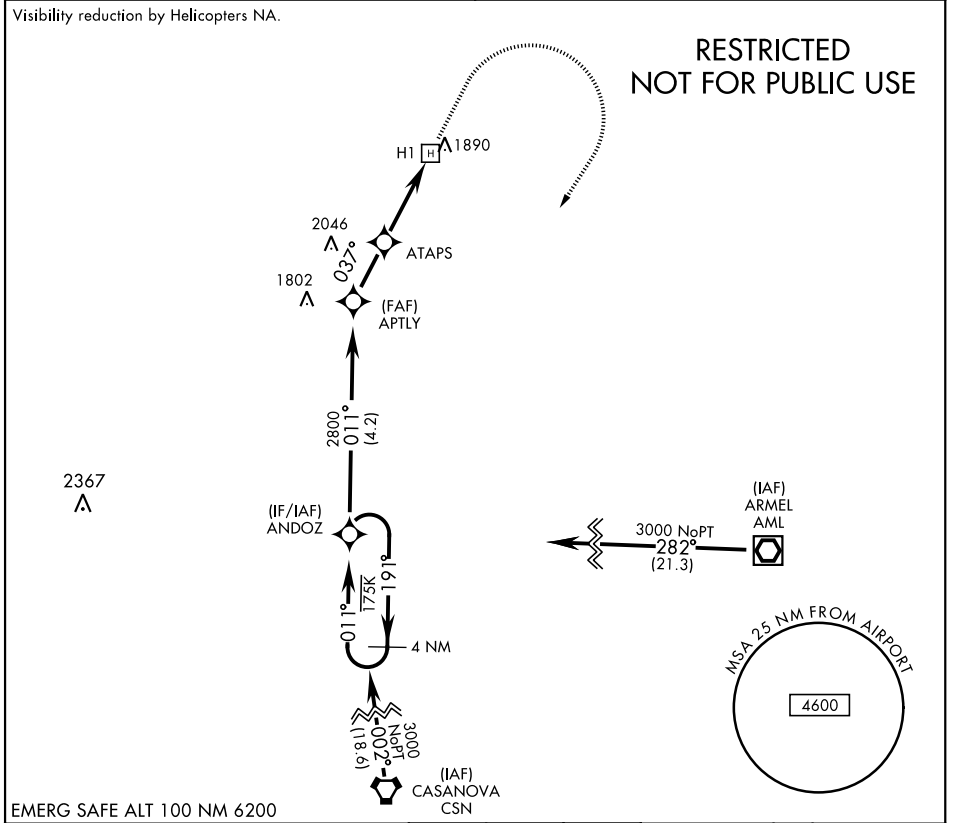 Visibility reduction by Helicopters NA.
RESTRICTED
NOT FOR PUBLIC USE
H1
H
1890
2046
037°
ATAPS
1802
(FAF)
APTLY
2800
011°
(4.2)
2367
(IF/IAF)
ANDOZ
(IAF)
ARMEL
AML
3000 NoPT
282°
(21.3)
011°
175K
191°
4 NM
3000
NoPT
002°
(18.6)
(IAF)
CASANOVA
CSN
MSA 25 NM FROM AIRPORT
4600
EMERG SAFE ALT 100 NM 6200